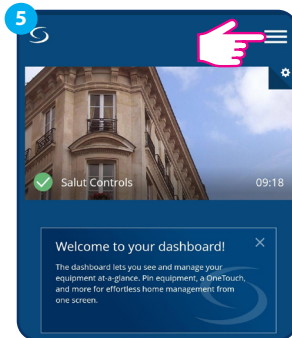 5
Salut Controls
09:18
Welcome to your dashboard!
The dashboard lets you see and manage your
equipment at-a-glance. Pin equipment, a OneTouch,
and more for effortless home management from
one screen.